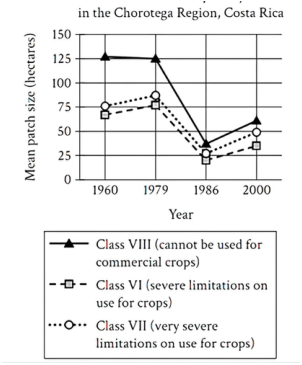 in the Chorotega Region, Costa Rica
Mean patch size (hectares)
150
125
100
75
50
25
0
1960 1979 1986 2000
Year
Class VIII (cannot be used for
commercial crops)
Class VI (severe limitations on
use for crops)
Class VII (very severe
limitations on use for crops)